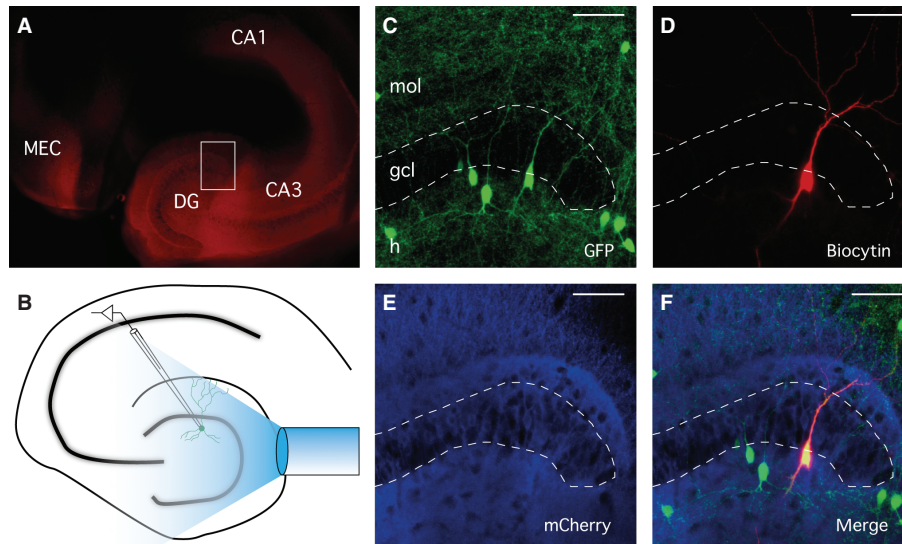 A
CA1
MEC
DG
CA3
B
C
mol
gcl
h
GFP
D
Biocytin
E
mCherry
F
Merge